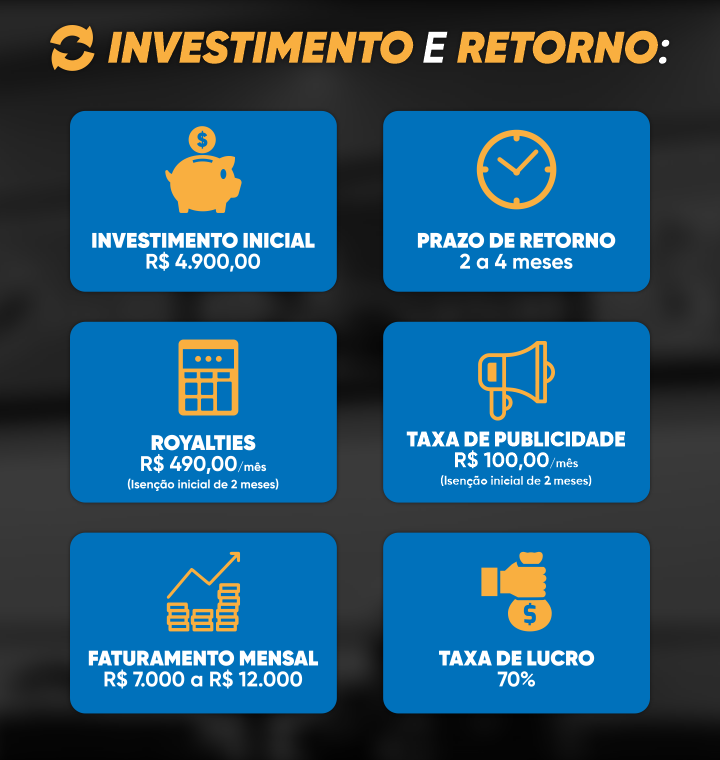 INVESTIMENTO E RETORNO:
$
INVESTIMENTO INICIAL
R$ 4.900,00
PRAZO DE RETORNO
2 a 4 meses
ROYALTIES
R$ 490,00/mês
(Isenção inicial de 2 meses)
TAXA DE PUBLICIDADE
R$ 100,00/mês
(Isenção inicial de 2 meses)
FATURAMENTO MENSAL
R$ 7.000 a R$ 12.000
$
TAXA DE LUCRO
70%